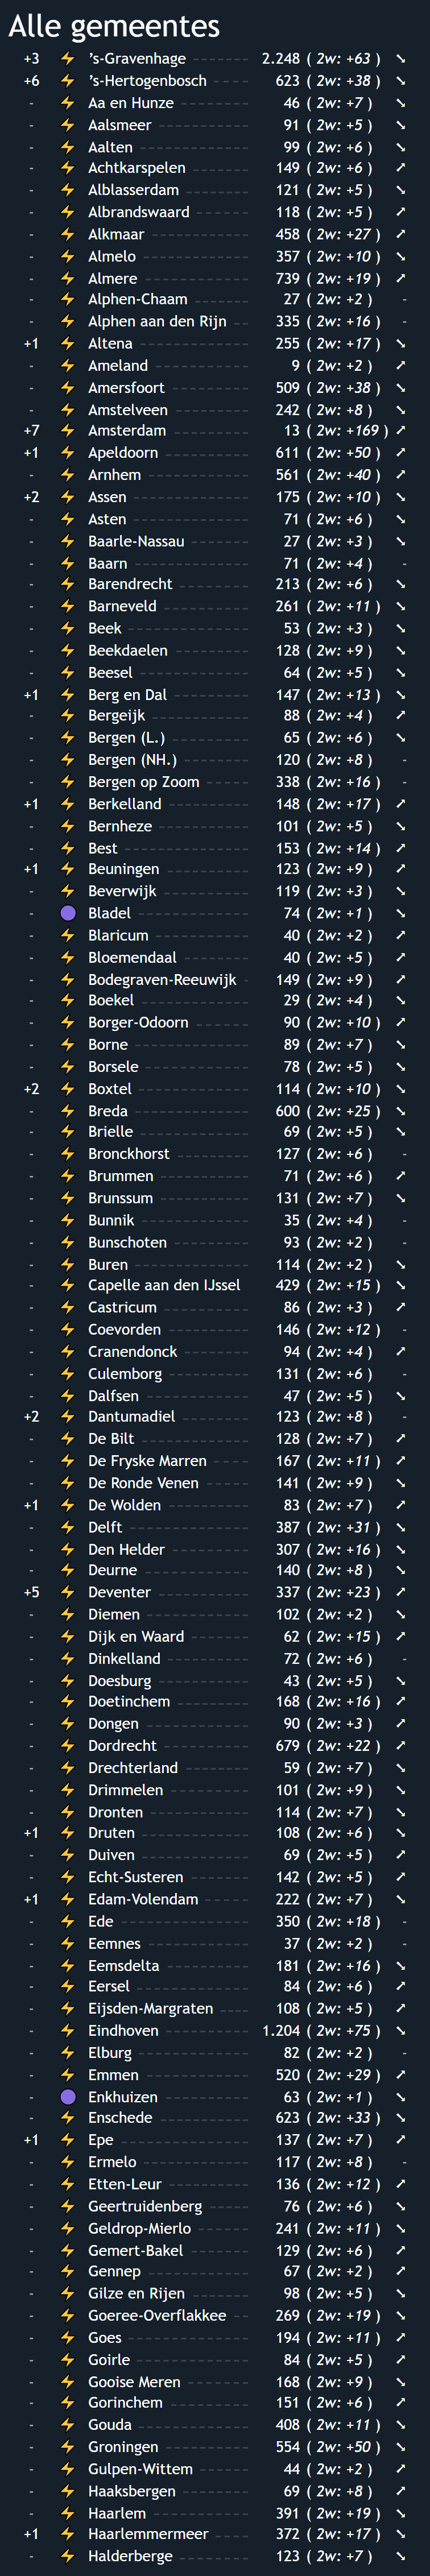 Alle gemeentes
+3 ’s-Gravenhage 2.248 ( 2w: +63 )
+6 ’s-Hertogenbosch 623 ( 2w: +38 )
- Aa en Hunze 46 ( 2w: +7 )
- Aalsmeer 91 ( 2w: +5 )
- Aalten 99 ( 2w: +6 )
- Achtkarspelen 149 ( 2w: +6 )
- Alblasserdam 121 ( 2w: +5 )
- Albrandswaard 118 ( 2w: +5 )
- Alkmaar 458 ( 2w: +27 )
- Almelo 357 ( 2w: +10 )
- Almere 739 ( 2w: +19 )
- Alphen-Chaam 27 ( 2w: +2 ) -
- Alphen aan den Rijn 335 ( 2w: +16 ) -
+1 Altena 255 ( 2w: +17 )
- Ameland 9 ( 2w: +2 )
- Amersfoort 509 ( 2w: +38 )
- Amstelveen 242 ( 2w: +8 )
+7 Amsterdam 13 ( 2w: +169 )
+1 Apeldoorn 611 ( 2w: +50 )
- Arnhem 561 ( 2w: +40 )
+2 Assen 175 ( 2w: +10 )
- Asten 71 ( 2w: +6 )
- Baarle-Nassau 27 ( 2w: +3 )
- Baarn 71 ( 2w: +4 ) -
- Barendrecht 213 ( 2w: +6 )
- Barneveld 261 ( 2w: +11 )
- Beek 53 ( 2w: +3 )
- Beekdaelen 128 ( 2w: +9 )
- Beesel 64 ( 2w: +5 )
+1 Berg en Dal 147 ( 2w: +13 )
- Bergeijk 88 ( 2w: +4 )
- Bergen (L.) 65 ( 2w: +6 )
- Bergen (NH.) 120 ( 2w: +8 ) -
- Bergen op Zoom 338 ( 2w: +16 ) -
+1 Berkelland 148 ( 2w: +17 )
- Bernheze 101 ( 2w: +5 )
- Best 153 ( 2w: +14 )
+1 Beuningen 123 ( 2w: +9 )
- Beverwijk 119 ( 2w: +3 )
- Bladel 74 ( 2w: +1 )
- Blaricum 40 ( 2w: +2 )
- Bloemendaal 40 ( 2w: +5 )
- Bodegraven-Reeuwijk 149 ( 2w: +9 )
- Boekel 29 ( 2w: +4 )
- Borger-Odoorn 90 ( 2w: +10 )
- Borne 89 ( 2w: +7 )
- Borsele 78 ( 2w: +5 )
+2 Boxtel 114 ( 2w: +10 )
- Breda 600 ( 2w: +25 )
- Brielle 69 ( 2w: +5 )
- Bronckhorst 127 ( 2w: +6 ) -
- Brummen 71 ( 2w: +6 )
- Brunssum 131 ( 2w: +7 )
- Bunnik 35 ( 2w: +4 ) -
- Bunschoten 93 ( 2w: +2 ) -
- Buren 114 ( 2w: +2 )
- Capelle aan den IJssel 429 ( 2w: +15 )
- Castricum 86 ( 2w: +3 )
- Coevorden 146 ( 2w: +12 ) -
- Cranendonck 94 ( 2w: +4 )
- Culemborg 131 ( 2w: +6 ) -
- Dalfsen 47 ( 2w: +5 )
+2 Dantumadiel 123 ( 2w: +8 ) -
- De Bilt 128 ( 2w: +7 )
- De Fryske Marren 167 ( 2w: +11 )
- De Ronde Venen 141 ( 2w: +9 )
+1 De Wolden 83 ( 2w: +7 )
- Delft 387 ( 2w: +31 )
- Den Helder 307 ( 2w: +16 )
- Deurne 140 ( 2w: +8 )
+5 Deventer 337 ( 2w: +23 )
- Diemen 102 ( 2w: +2 )
- Dijk en Waard 62 ( 2w: +15 )
- Dinkelland 72 ( 2w: +6 ) -
- Doesburg 43 ( 2w: +5 )
- Doetinchem 168 ( 2w: +16 )
- Dongen 90 ( 2w: +3 )
- Dordrecht 679 ( 2w: +22 )
- Drechterland 59 ( 2w: +7 )
- Drimmelen 101 ( 2w: +9 )
- Dronten 114 ( 2w: +7 )
+1 Druten 108 ( 2w: +6 )
- Duiven 69 ( 2w: +5 )
- Echt-Susteren 142 ( 2w: +5 )
+1 Edam-Volendam 222 ( 2w: +7 )
- Ede 350 ( 2w: +18 ) -
- Eemnes 37 ( 2w: +2 ) -
- Eemsdelta 181 ( 2w: +16 )
- Eersel 84 ( 2w: +6 )
- Eijsden-Margraten 108 ( 2w: +5 )
- Eindhoven 1.204 ( 2w: +75 )
- Elburg 82 ( 2w: +2 ) -
- Emmen 520 ( 2w: +29 )
- Enkhuizen 63 ( 2w: +1 )
- Enschede 623 ( 2w: +33 )
+1 Epe 137 ( 2w: +7 )
- Ermelo 117 ( 2w: +8 ) -
- Etten-Leur 136 ( 2w: +12 )
- Geertruidenberg 76 ( 2w: +6 )
- Geldrop-Mierlo 241 ( 2w: +11 )
- Gemert-Bakel 129 ( 2w: +6 )
- Gennep 67 ( 2w: +2 )
- Gilze en Rijen 98 ( 2w: +5 )
- Goeree-Overflakkee 269 ( 2w: +19 )
- Goes 194 ( 2w: +11 )
- Goirle 84 ( 2w: +5 )
- Gooise Meren 168 ( 2w: +9 )
- Gorinchem 151 ( 2w: +6 )
- Gouda 408 ( 2w: +11 )
- Groningen 554 ( 2w: +50 )
- Gulpen-Wittem 44 ( 2w: +2 )
- Haaksbergen 69 ( 2w: +8 )
- Haarlem 391 ( 2w: +19 )
+1 Haarlemmermeer 372 ( 2w: +17 )
- Halderberge 123 ( 2w: +7 )